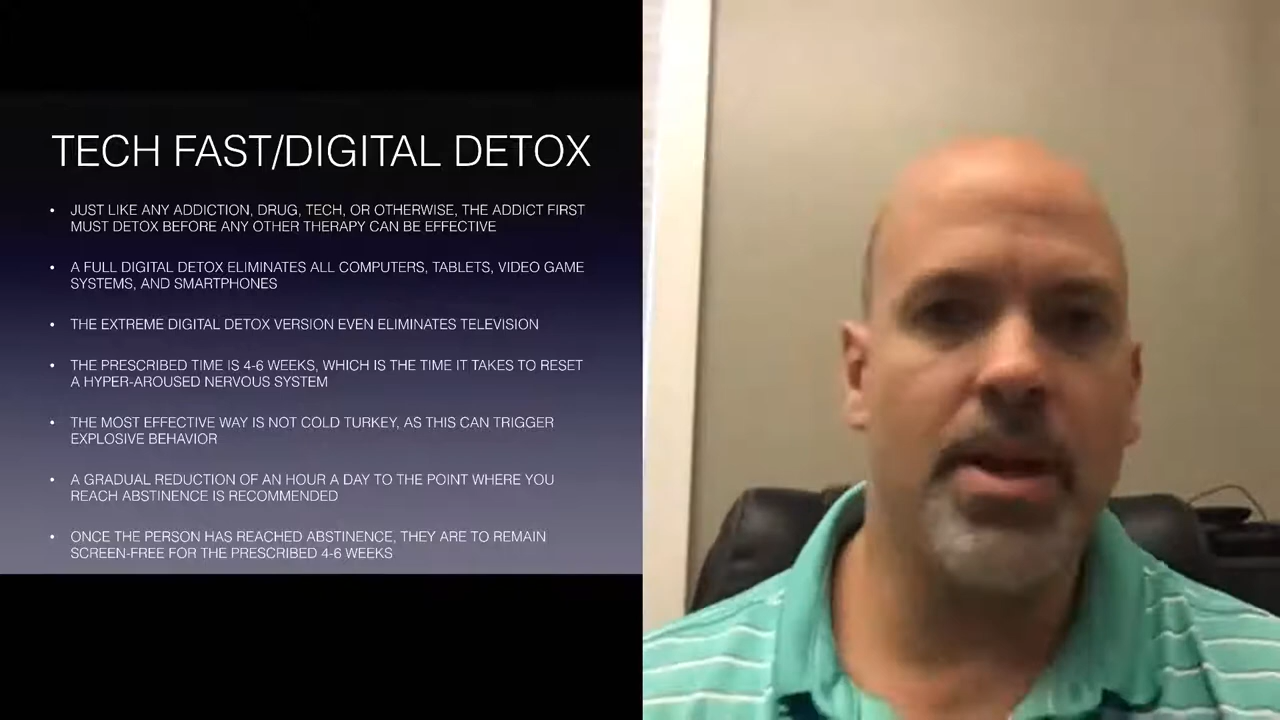 TECH FAST/DIGITAL DETOX
• JUST LIKE ANY ADDICTION, DRUG, TECH, OR OTHERWISE, THE ADDICT FIRST
MUST DETOX BEFORE ANY OTHER THERAPY CAN BE EFFECTIVE
• A FULL DIGITAL DETOX ELIMINATES ALL COMPUTERS, TABLETS, VIDEO GAME
SYSTEMS, AND SMARTPHONES
• THE EXTREME DIGITAL DETOX VERSION EVEN ELIMINATES TELEVISION
• THE PRESCRIBED TIME IS 4-6 WEEKS, WHICH IS THE TIME IT TAKES TO RESET
A HYPER-AROUSED NERVOUS SYSTEM
• THE MOST EFFECTIVE WAY IS NOT COLD TURKEY, AS THIS CAN TRIGGER
EXPLOSIVE BEHAVIOR
• A GRADUAL REDUCTION OF AN HOUR A DAY TO THE POINT WHERE YOU
REACH ABSTINENCE IS RECOMMENDED
• ONCE THE PERSON HAS REACHED ABSTINENCE, THEY ARE TO REMAIN
SCREEN-FREE FOR THE PRESCRIBED 4-6 WEEKS